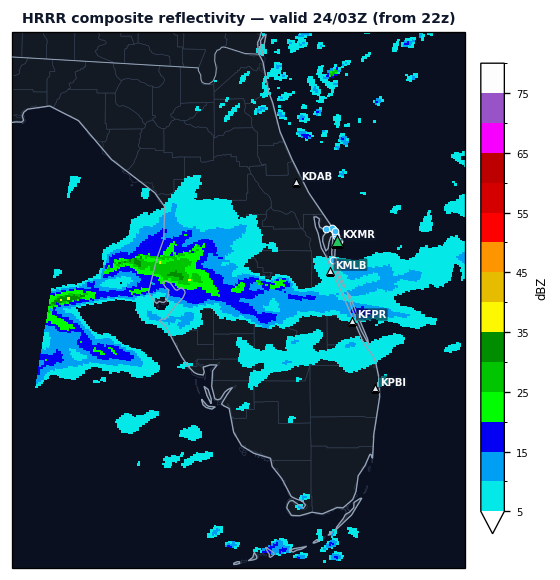 HRRR composite reflectivity — valid 24/03Z (from 22z)
KDAB
KXMR
KMLB
KFPR
KPBI
75
65
55
45
35
25
15
5
dBZ